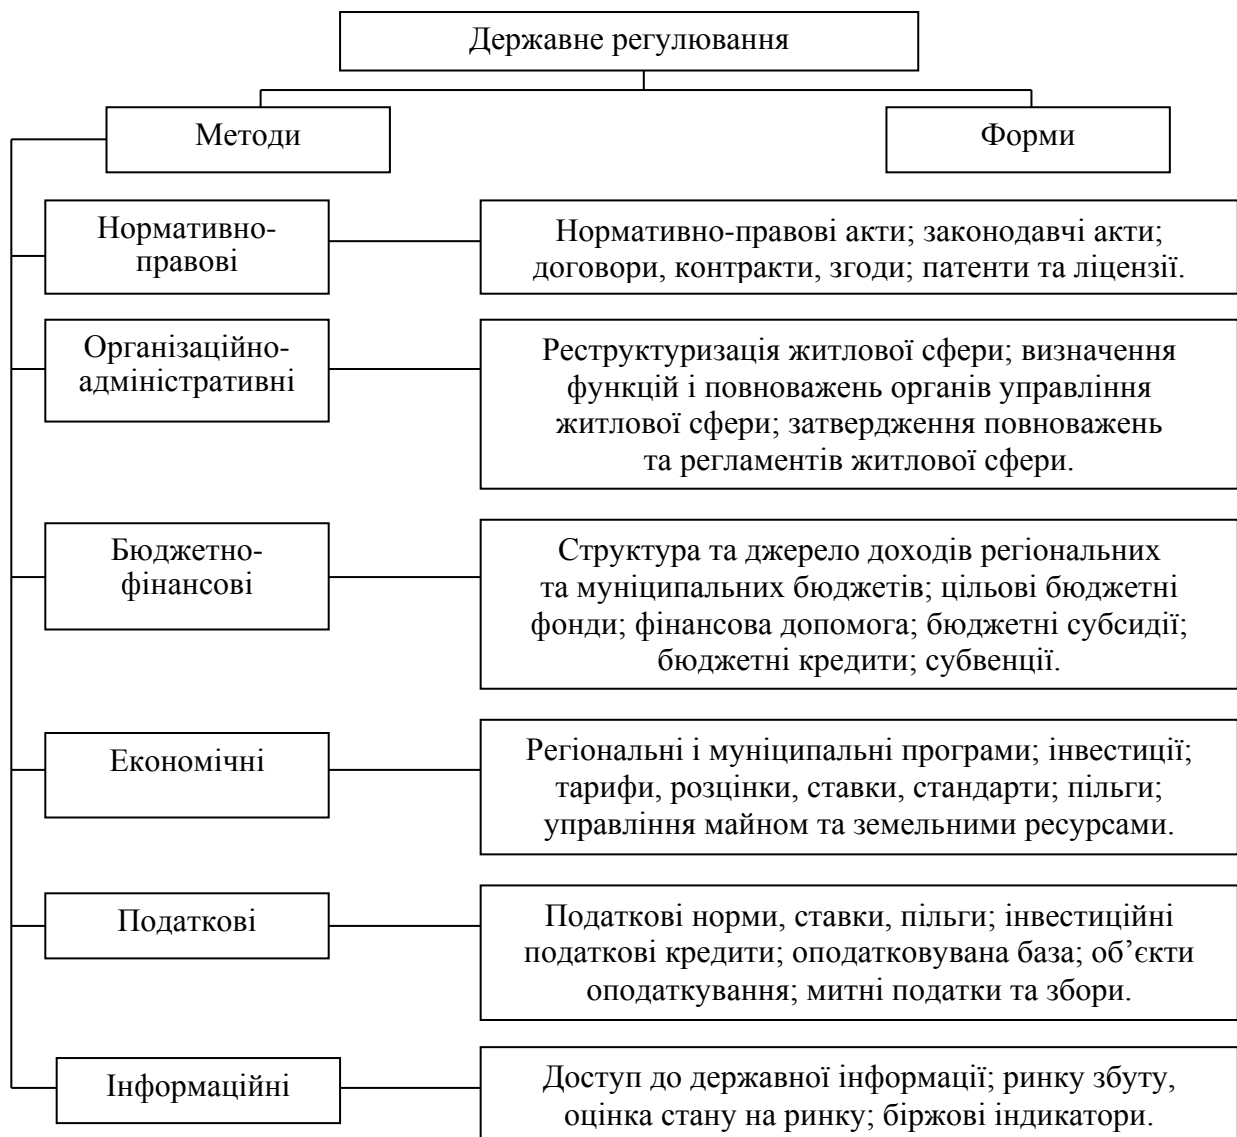 Державне регулювання
Методи
Форми
Нормативно-
правові
Нормативно-правові акти; законодавчі акти;
договори, контракти, згоди; патенти та ліцензії.
Організаційно-
адміністративні
Реструктуризація житлової сфери; визначення
функцій і повноважень органів управління
житлової сфери; затвердження повноважень
та регламентів житлової сфери.
Бюджетно-
фінансові
Структура та джерело доходів регіональних
та муніципальних бюджетів; цільові бюджетні
фонди; фінансова допомога; бюджетні субсидії;
бюджетні кредити; субвенції.
Економічні
Регіональні і муніципальні програми; інвестиції;
тарифи, розцінки, ставки, стандарти; пільги;
управління майном та земельними ресурсами.
Податкові
Податкові норми, ставки, пільги; інвестиційні
податкові кредити; оподатковувана база; об’єкти
оподаткування; митні податки та збори.
Інформаційні
Доступ до державної інформації; ринку збуту,
оцінка стану на ринку; біржові індикатори.